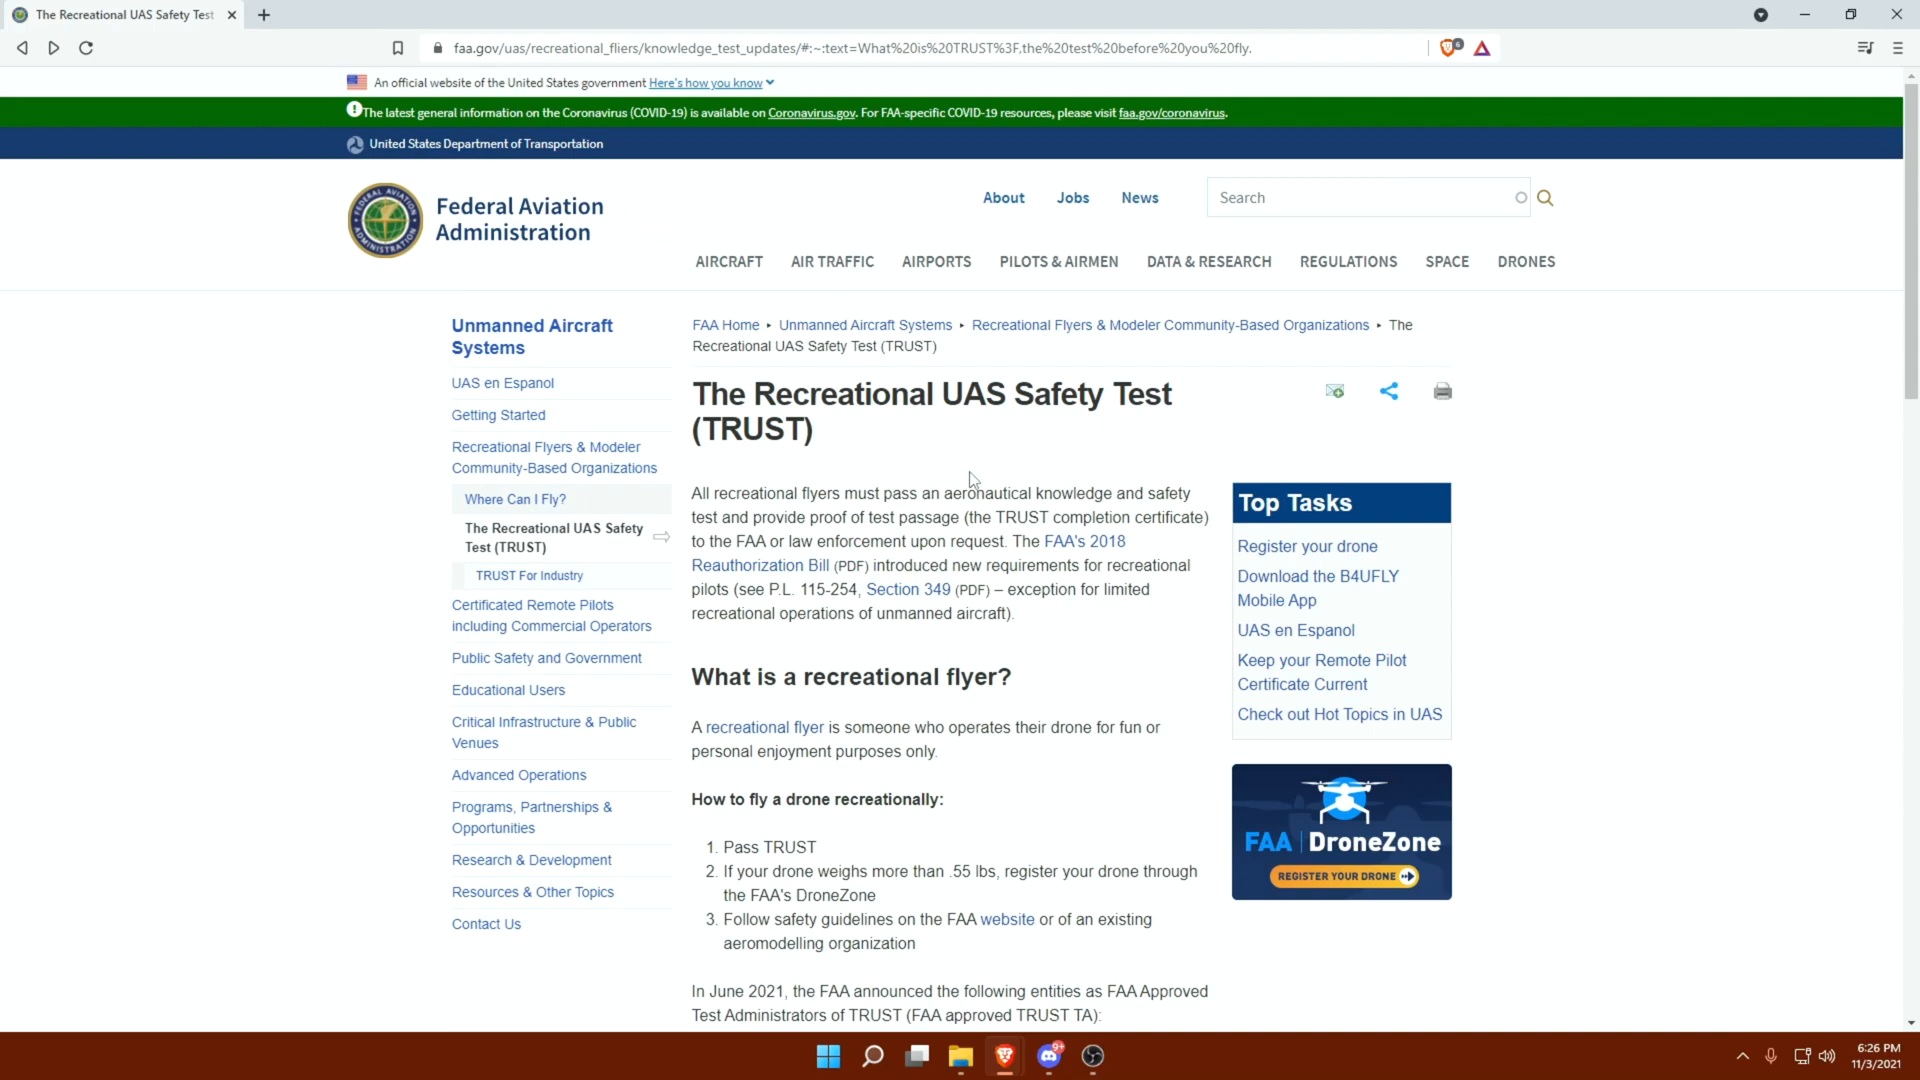 The Recreational UAS Safety Test
faa.gov/uas/recreational_fliers/knowledge_test_updates/#:~:text=What%20is%20TRUST%3F,the%20test%20before%20you%20fly.
6
An official website of the United States government Here's how you know
The latest general information on the Coronavirus (COVID-19) is available on Coronavirus.gov. For FAA-specific COVID-19 resources, please visit faa.gov/coronavirus.
United States Department of Transportation
Federal Aviation
Administration
About Jobs News
Search
AIRCRAFT AIR TRAFFIC AIRPORTS PILOTS & AIRMEN DATA & RESEARCH REGULATIONS SPACE DRONES
Unmanned Aircraft
Systems
UAS en Espanol
Getting Started
Recreational Flyers & Modeler
Community-Based Organizations
Where Can I Fly?
The Recreational UAS Safety
Test (TRUST)
TRUST For Industry
Certificated Remote Pilots
including Commercial Operators
Public Safety and Government
Educational Users
Critical Infrastructure & Public
Venues
Advanced Operations
Programs, Partnerships &
Opportunities
Research & Development
Resources & Other Topics
Contact Us
FAA Home ▸ Unmanned Aircraft Systems ▸ Recreational Flyers & Modeler Community-Based Organizations ▸ The
Recreational UAS Safety Test (TRUST)
The Recreational UAS Safety Test
(TRUST)
All recreational flyers must pass an aeronautical knowledge and safety
test and provide proof of test passage (the TRUST completion certificate)
to the FAA or law enforcement upon request. The FAA's 2018
Reauthorization Bill (PDF) introduced new requirements for recreational
pilots (see P.L. 115-254, Section 349 (PDF) – exception for limited
recreational operations of unmanned aircraft).
What is a recreational flyer?
A recreational flyer is someone who operates their drone for fun or
personal enjoyment purposes only.
How to fly a drone recreationally:
1. Pass TRUST
2. If your drone weighs more than .55 lbs, register your drone through
the FAA's DroneZone
3. Follow safety guidelines on the FAA website or of an existing
aeromodelling organization
In June 2021, the FAA announced the following entities as FAA Approved
Test Administrators of TRUST (FAA approved TRUST TA):
Top Tasks
Register your drone
Download the B4UFLY
Mobile App
UAS en Espanol
Keep your Remote Pilot
Certificate Current
Check out Hot Topics in UAS
FAA DroneZone
REGISTER YOUR DRONE
9+
6:26 PM
11/3/2021